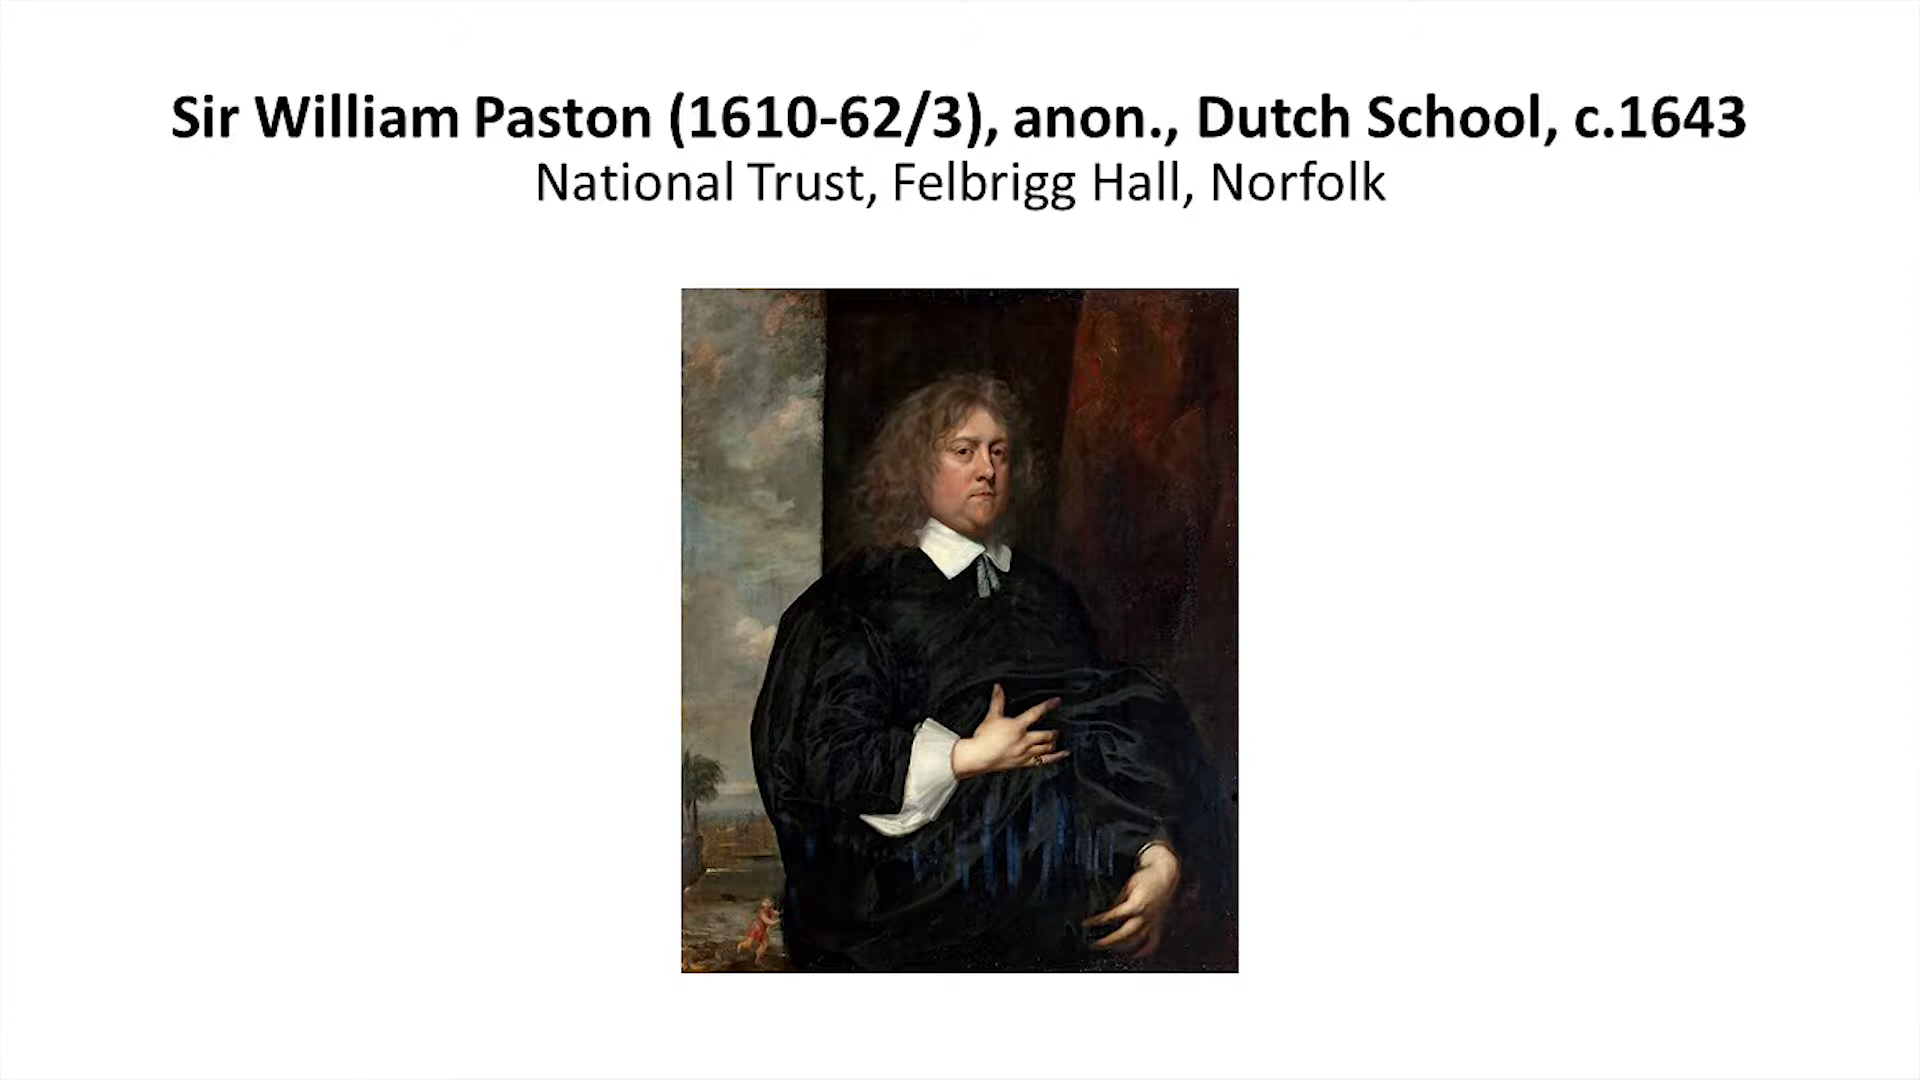 Sir William Paston (1610-62/3), anon., Dutch School, c.1643
National Trust, Felbrigg Hall, Norfolk